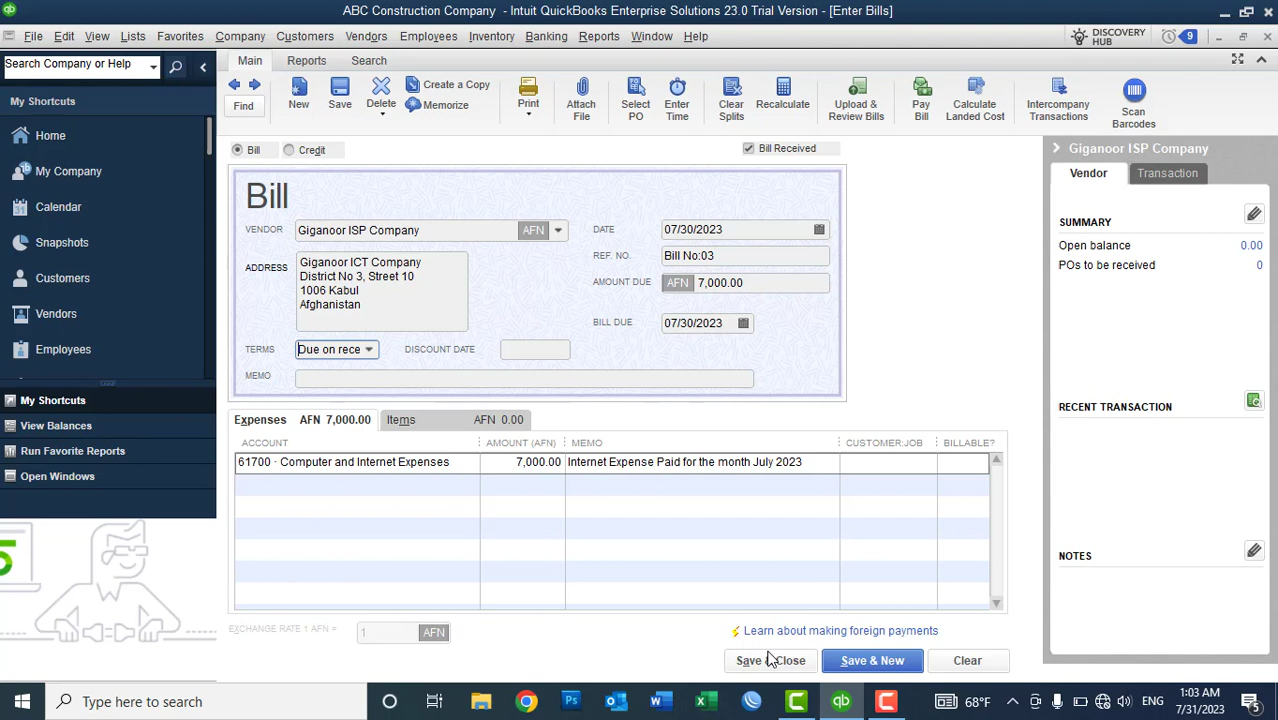 ABC Construction Company - Intuit QuickBooks Enterprise Solutions 23.0 Trial Version - [Enter Bills]
File Edit View Lists Favorites Company Customers Vendors Employees Inventory Banking Reports Window Help
DISCOVERY HUB
9
Search Company or Help
Main Reports Search
Find
New
Save
Delete
Create a Copy
Memorize
Print
Attach File
Select PO
Enter Time
Clear Splits
Recalculate
Upload & Review Bills
Pay Bill
Calculate Landed Cost
Intercompany Transactions
Scan Barcodes
My Shortcuts
Home
My Company
Calendar
Snapshots
Customers
Vendors
Employees
My Shortcuts
View Balances
Run Favorite Reports
Open Windows
Bill Credit
Bill Received
Bill
VENDOR Giganoor ISP Company AFN
DATE 07/30/2023
REF. NO. Bill No:03
ADDRESS
Giganoor ICT Company
District No 3, Street 10
1006 Kabul
Afghanistan
AMOUNT DUE AFN 7,000.00
BILL DUE 07/30/2023
TERMS Due on rece
DISCOUNT DATE
MEMO
Expenses AFN 7,000.00 Items AFN 0.00
ACCOUNT AMOUNT (AFN) MEMO CUSTOMER:JOB BILLABLE?
61700 · Computer and Internet Expenses 7,000.00 Internet Expense Paid for the month July 2023
EXCHANGE RATE 1 AFN = 1 AFN
Learn about making foreign payments
Save & Close Save & New Clear
Giganoor ISP Company
Vendor Transaction
SUMMARY
Open balance 0.00
POs to be received 0
RECENT TRANSACTION
NOTES
Type here to search
68°F
ENG
1:03 AM
7/31/2023
5